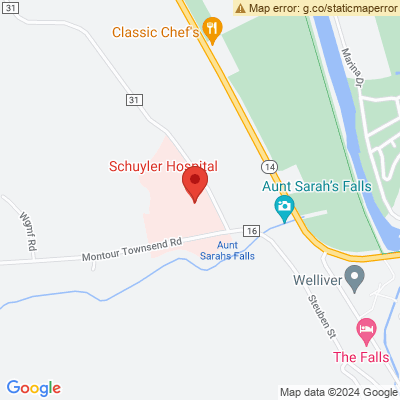 Map error: g.co/staticmaperror
31
Classic Chef's
Marina Dr
31
14
Schuyler Hospital
Aunt Sarah's Falls
Wgmf Rd
16
Montour Townsend Rd
Aunt
Sarahs Falls
Welliver
Steuben St
The Falls
Google
Map data ©2024 Google